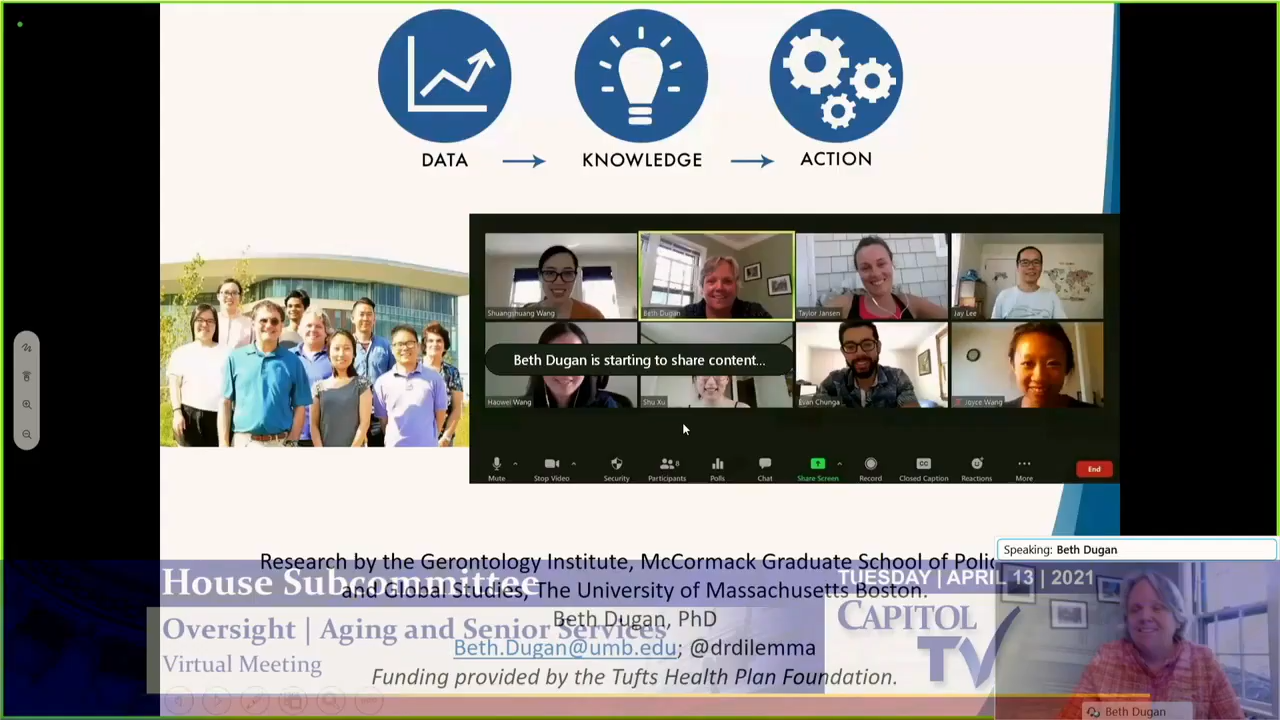 DATA
KNOWLEDGE
ACTION
Shuangshuang Wang
Beth Dugan
Taylor Jansen
Jay Lee
Beth Dugan is starting to share content...
Haowei Wang
Shu Xu
Evan Chunga
Joyce Wang
Mute
Stop Video
Security
Participants
8
Polls
Chat
Share Screen
Record
CC
Closed Caption
Reactions
More
End
Research by the Gerontology Institute, McCormack Graduate School of Polic
and Global Studies, The University of Massachusetts Boston.
Beth Dugan, PhD
Beth.Dugan@umb.edu; @drdilemma
Funding provided by the Tufts Health Plan Foundation.
House Subcommittee
Oversight | Aging and Senior Services
Virtual Meeting
TUESDAY | APRIL 13 | 2021
CAPITOL
TV
Speaking: Beth Dugan
Beth Dugan